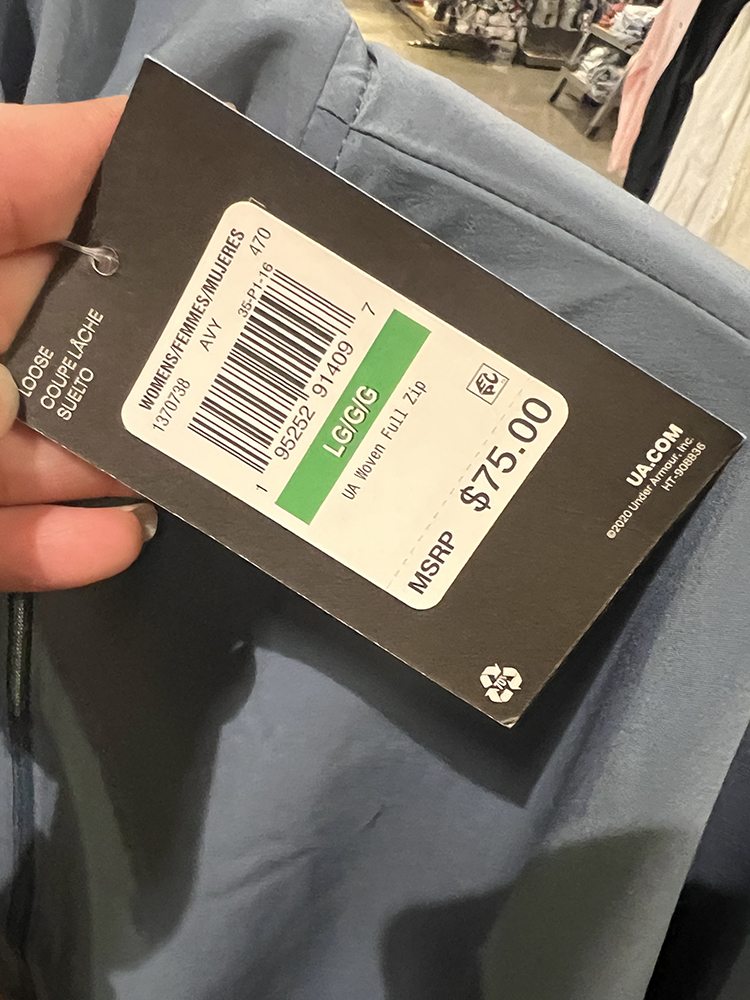 LOOSE
COUPE LÂCHE
SUELTO
WOMENS/FEMMES/MUJERES
1370738 AVY 470
35-P1-16
1 95252 91409 7
LG/G/G
UA Woven Full Zip
MSRP $75.00
UA.COM
©2020 Under Armour, Inc.
HT-908836